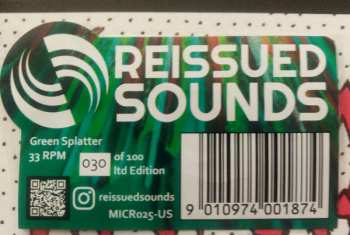 REISSUED
SOUNDS
Green Splatter
33 RPM
030 of 100
ltd Edition
reissuedsounds
MICR025-US
9 010974 001874